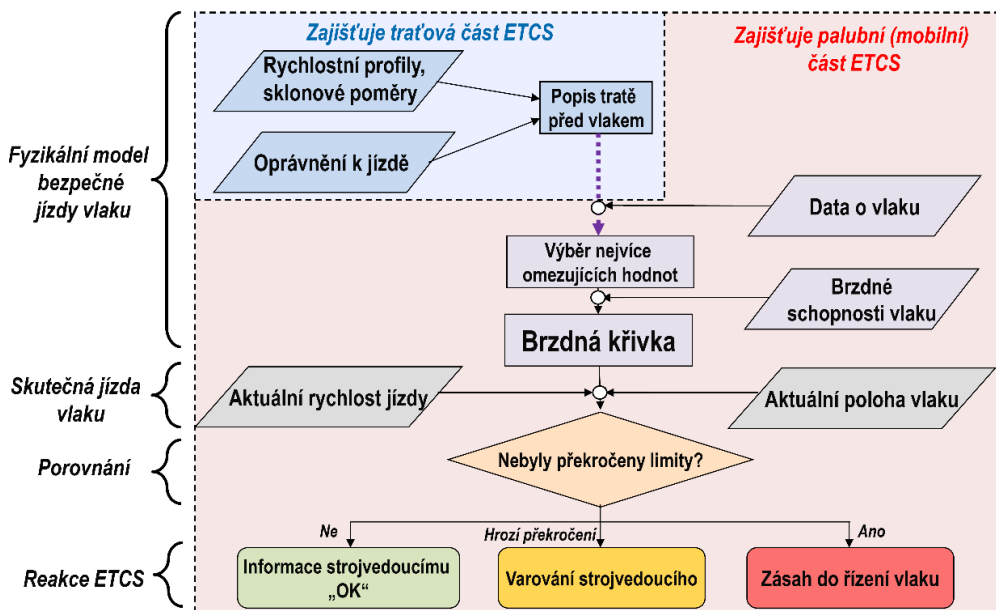 Zajišťuje traťová část ETCS
Zajišťuje palubní (mobilní)
část ETCS
Rychlostní profily,
sklonové poměry
Popis tratě
před vlakem
Oprávnění k jízdě
Fyzikální model
bezpečné
jízdy vlaku
Data o vlaku
Výběr nejvíce
omezujících hodnot
Brzdné
schopnosti vlaku
Brzdná křivka
Skutečná jízda
vlaku
Aktuální rychlost jízdy
Aktuální poloha vlaku
Porovnání
Nebyly překročeny limity?
Ne
Hrozí překročení
Ano
Reakce ETCS
Informace strojvedoucímu
„OK“
Varování strojvedoucího
Zásah do řízení vlaku